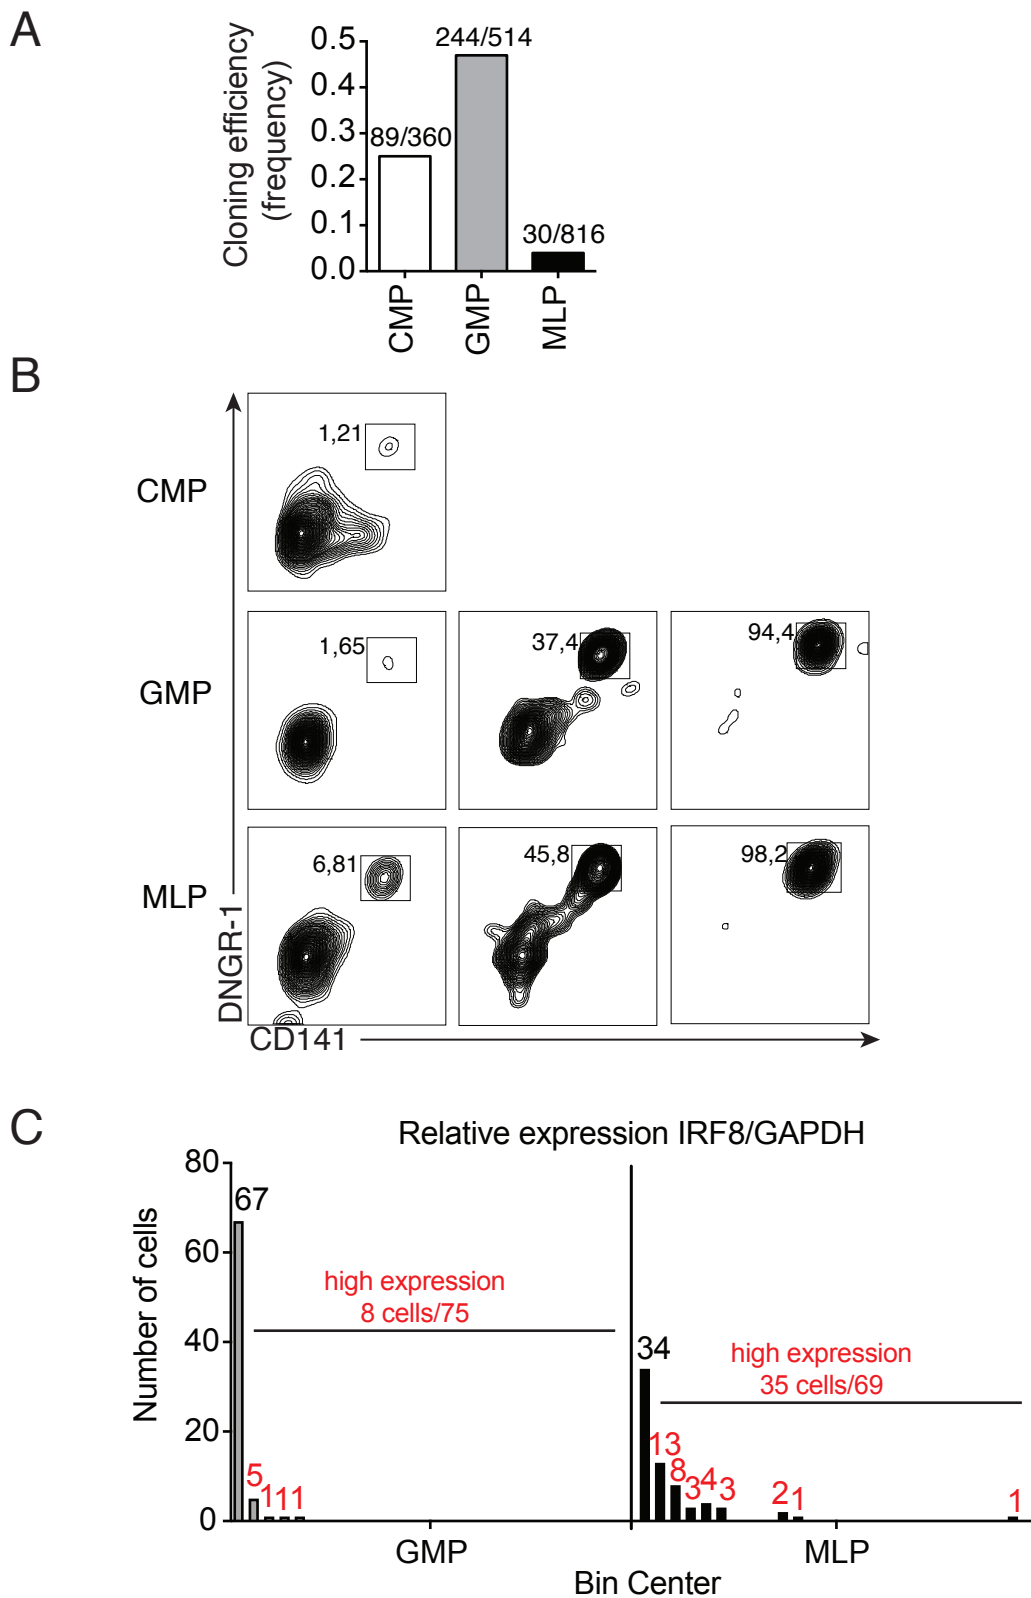 A
Cloning efficiency
(frequency)
0.5
0.4
0.3
0.2
0.1
0.0
89/360
244/514
30/816
CMP
GMP
MLP
B
CMP
1,21
GMP
1,65
37,4
94,4
MLP
6,81
45,8
98,2
DNGR-1
CD141
C
Relative expression IRF8/GAPDH
Number of cells
80
60
40
20
0
67
high expression
8 cells/75
5
1
1
1
34
high expression
35 cells/69
13
8
3
4
3
2
1
1
GMP
MLP
Bin Center